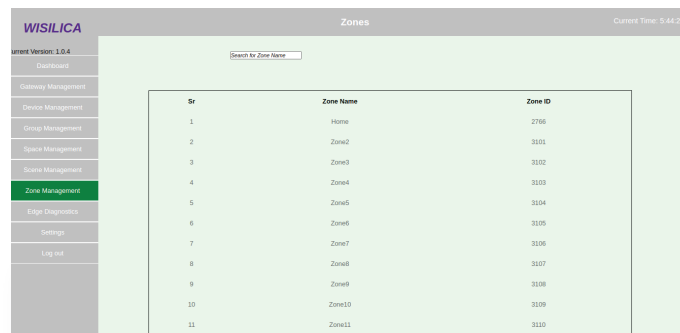 WISILICA
Zones
Current Time: 5:44:2
urrent Version: 1.0.4
Search for Zone Name
Dashboard
Gateway Management
Device Management
Group Management
Space Management
Scene Management
Zone Management
Edge Diagnostics
Settings
Log out
Sr Zone Name Zone ID
1 Home 2766
2 Zone2 3101
3 Zone3 3102
4 Zone4 3103
5 Zone5 3104
6 Zone6 3105
7 Zone7 3106
8 Zone8 3107
9 Zone9 3108
10 Zone10 3109
11 Zone11 3110